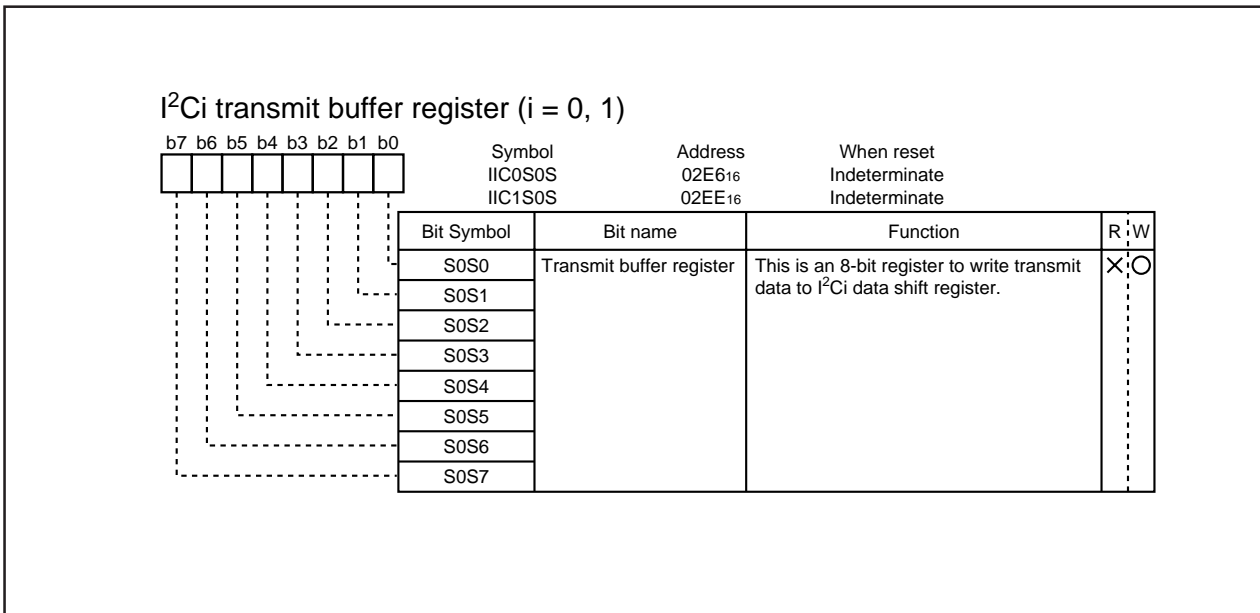 I²Ci transmit buffer register (i = 0, 1)
b7 b6 b5 b4 b3 b2 b1 b0
Symbol Address When reset
IIC0S0S 02E6₁₆ Indeterminate
IIC1S0S 02EE₁₆ Indeterminate
Bit Symbol Bit name Function R W
S0S0 Transmit buffer register This is an 8-bit register to write transmit ✕ ○
data to I²Ci data shift register.
S0S1
S0S2
S0S3
S0S4
S0S5
S0S6
S0S7